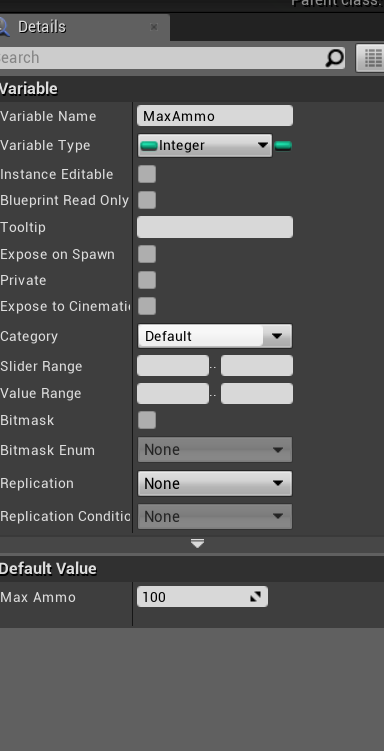 Parent class:
Details
Search
Variable
Variable Name MaxAmmo
Variable Type Integer
Instance Editable
Blueprint Read Only
Tooltip
Expose on Spawn
Private
Expose to Cinemati
Category Default
Slider Range ..
Value Range ..
Bitmask
Bitmask Enum None
Replication None
Replication Conditio None
Default Value
Max Ammo 100